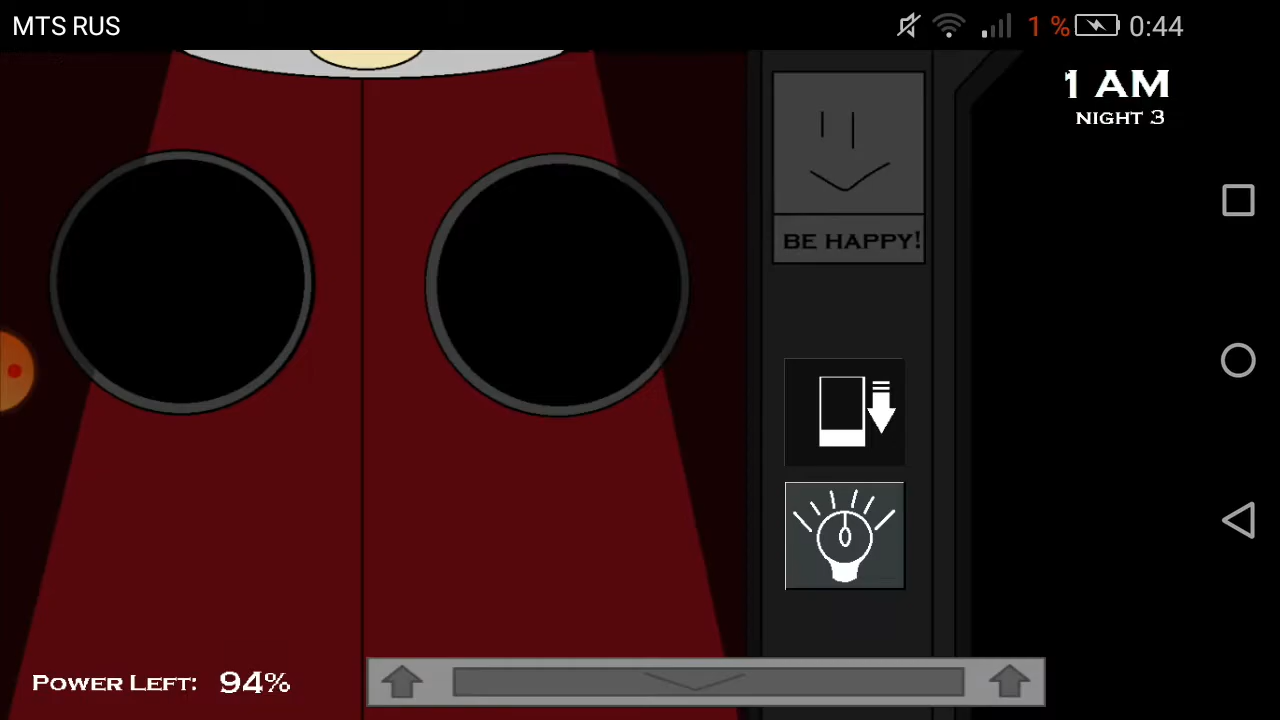 MTS RUS
1 %
0:44
1 AM
NIGHT 3
BE HAPPY!
POWER LEFT: 94%